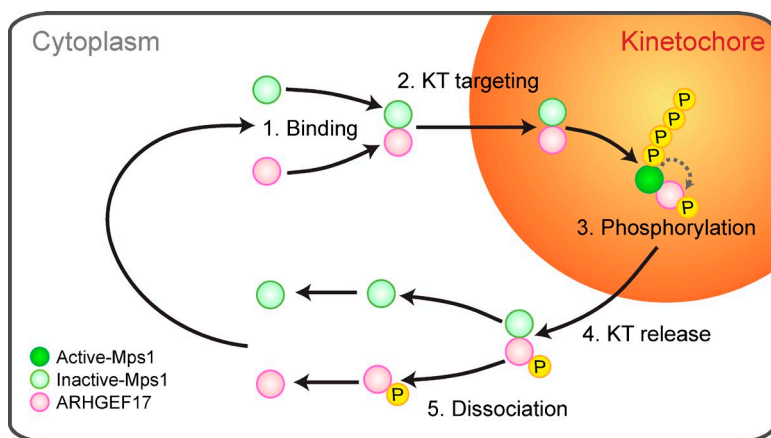 Cytoplasm
Kinetochore
2. KT targeting
1. Binding
P
P
P
P
P
3. Phosphorylation
4. KT release
P
P
5. Dissociation
Active-Mps1
Inactive-Mps1
ARHGEF17